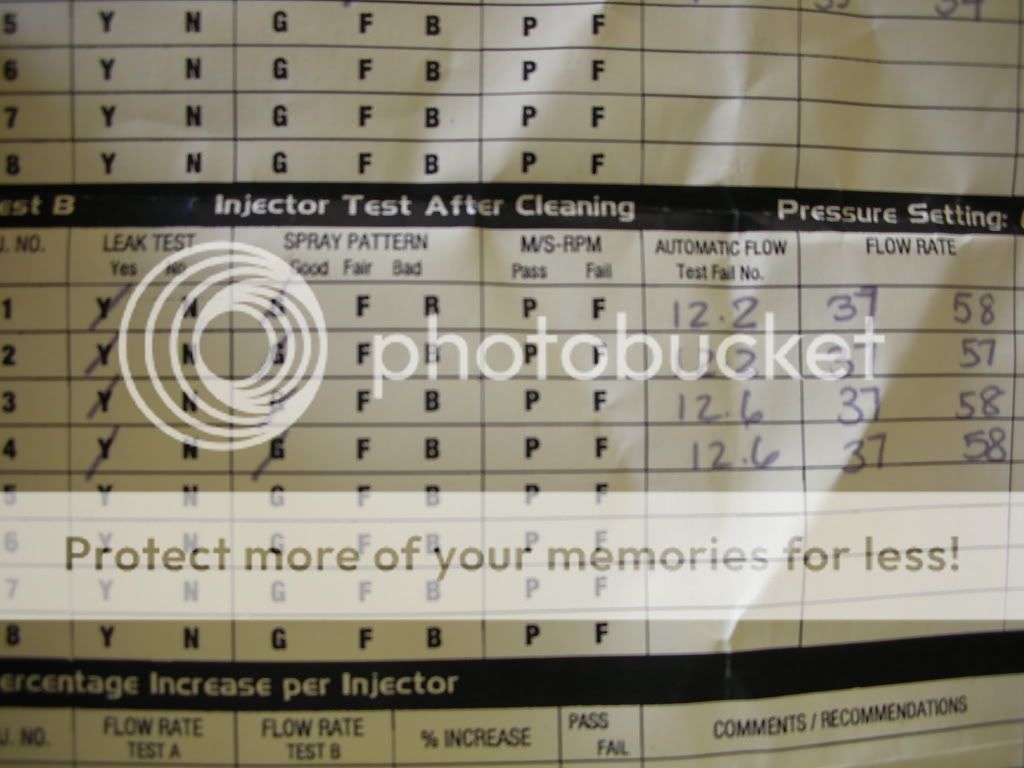 5 Y N G F B P F
6 Y N G F B P F
7 Y N G F B P F
8 Y N G F B P F
est B Injector Test After Cleaning Pressure Setting:
J. NO. LEAK TEST SPRAY PATTERN M/S-RPM AUTOMATIC FLOW FLOW RATE
Yes No Good Fair Bad Pass Fail Test Fail No.
1 Y N G F B P F 12.2 37 58
2 Y N G F B P F 37 57
3 Y N G F B P F 12.6 37 58
4 Y N G F B P F 12.6 37 58
photobucket
5 Y N G F B P F
6 Y N G F B P F
Protect more of your memories for less!
7 Y N G F B P F
8 Y N G F B P F
ercentage Increase per Injector
J. NO. FLOW RATE FLOW RATE % INCREASE PASS COMMENTS / RECOMMENDATIONS
TEST A TEST B FAIL